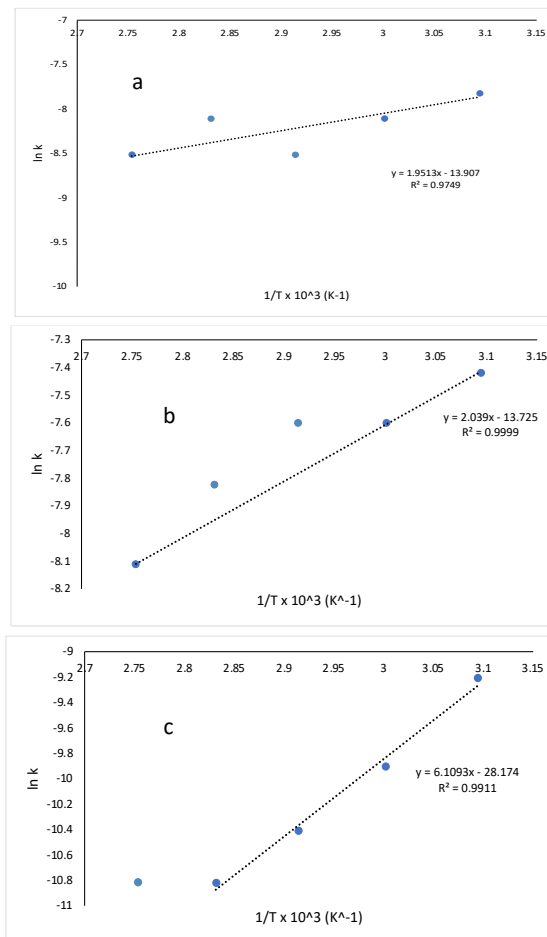 -7
2.7 2.75 2.8 2.85 2.9 2.95 3 3.05 3.1 3.15
-7.5
a
-8
ln k
-8.5
y = 1.9513x - 13.907
R² = 0.9749
-9
-9.5
-10
1/T x 10^3 (K-1)
-7.3
2.7 2.75 2.8 2.85 2.9 2.95 3 3.05 3.1 3.15
-7.4
b
-7.5
y = 2.039x - 13.725
R² = 0.9999
-7.6
-7.7
ln k
-7.8
-7.9
-8
-8.1
-8.2
1/T x 10^3 (K^-1)
-9
2.7 2.75 2.8 2.85 2.9 2.95 3 3.05 3.1 3.15
-9.2
-9.4
c
-9.6
-9.8
ln k
y = 6.1093x - 28.174
R² = 0.9911
-10
-10.2
-10.4
-10.6
-10.8
-11
1/T x 10^3 (K^-1)